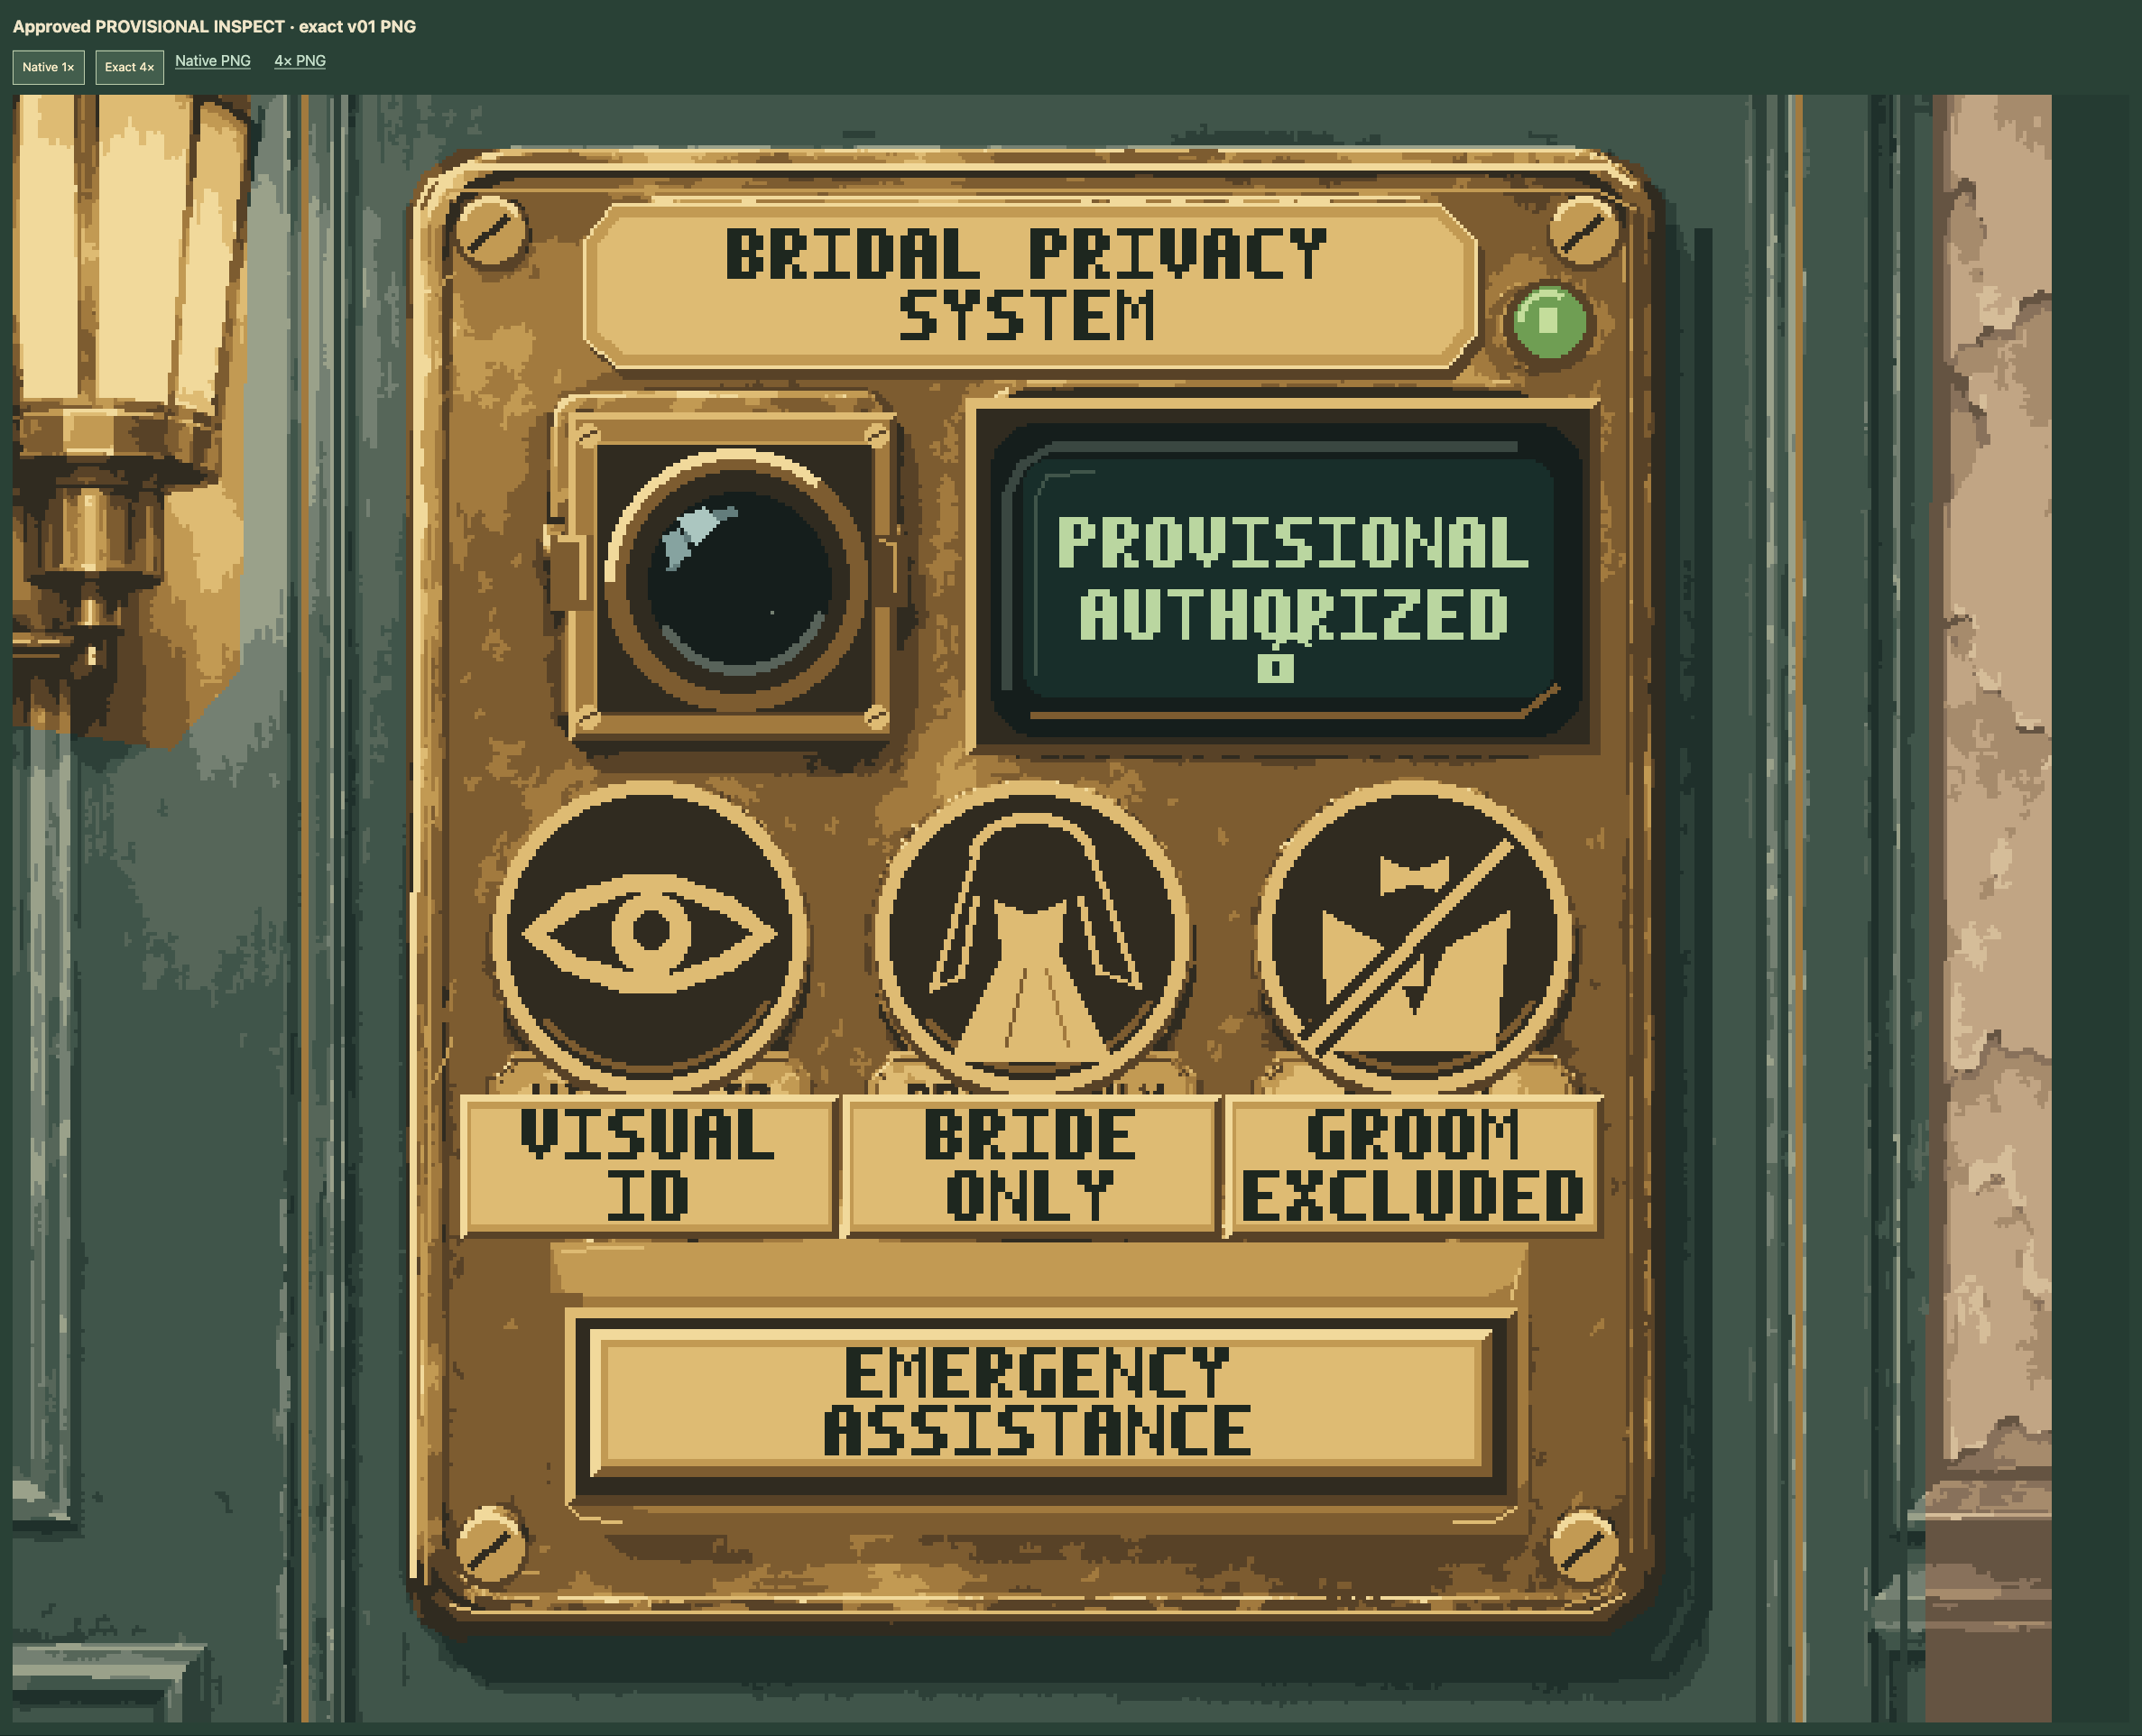 Approved PROVISIONAL INSPECT · exact v01 PNG
Native 1× Exact 4× Native PNG 4× PNG
BRIDAL PRIVACY
SYSTEM
PROVISIONAL
AUTHORIZED
VISUAL
ID
BRIDE
ONLY
GROOM
EXCLUDED
EMERGENCY
ASSISTANCE